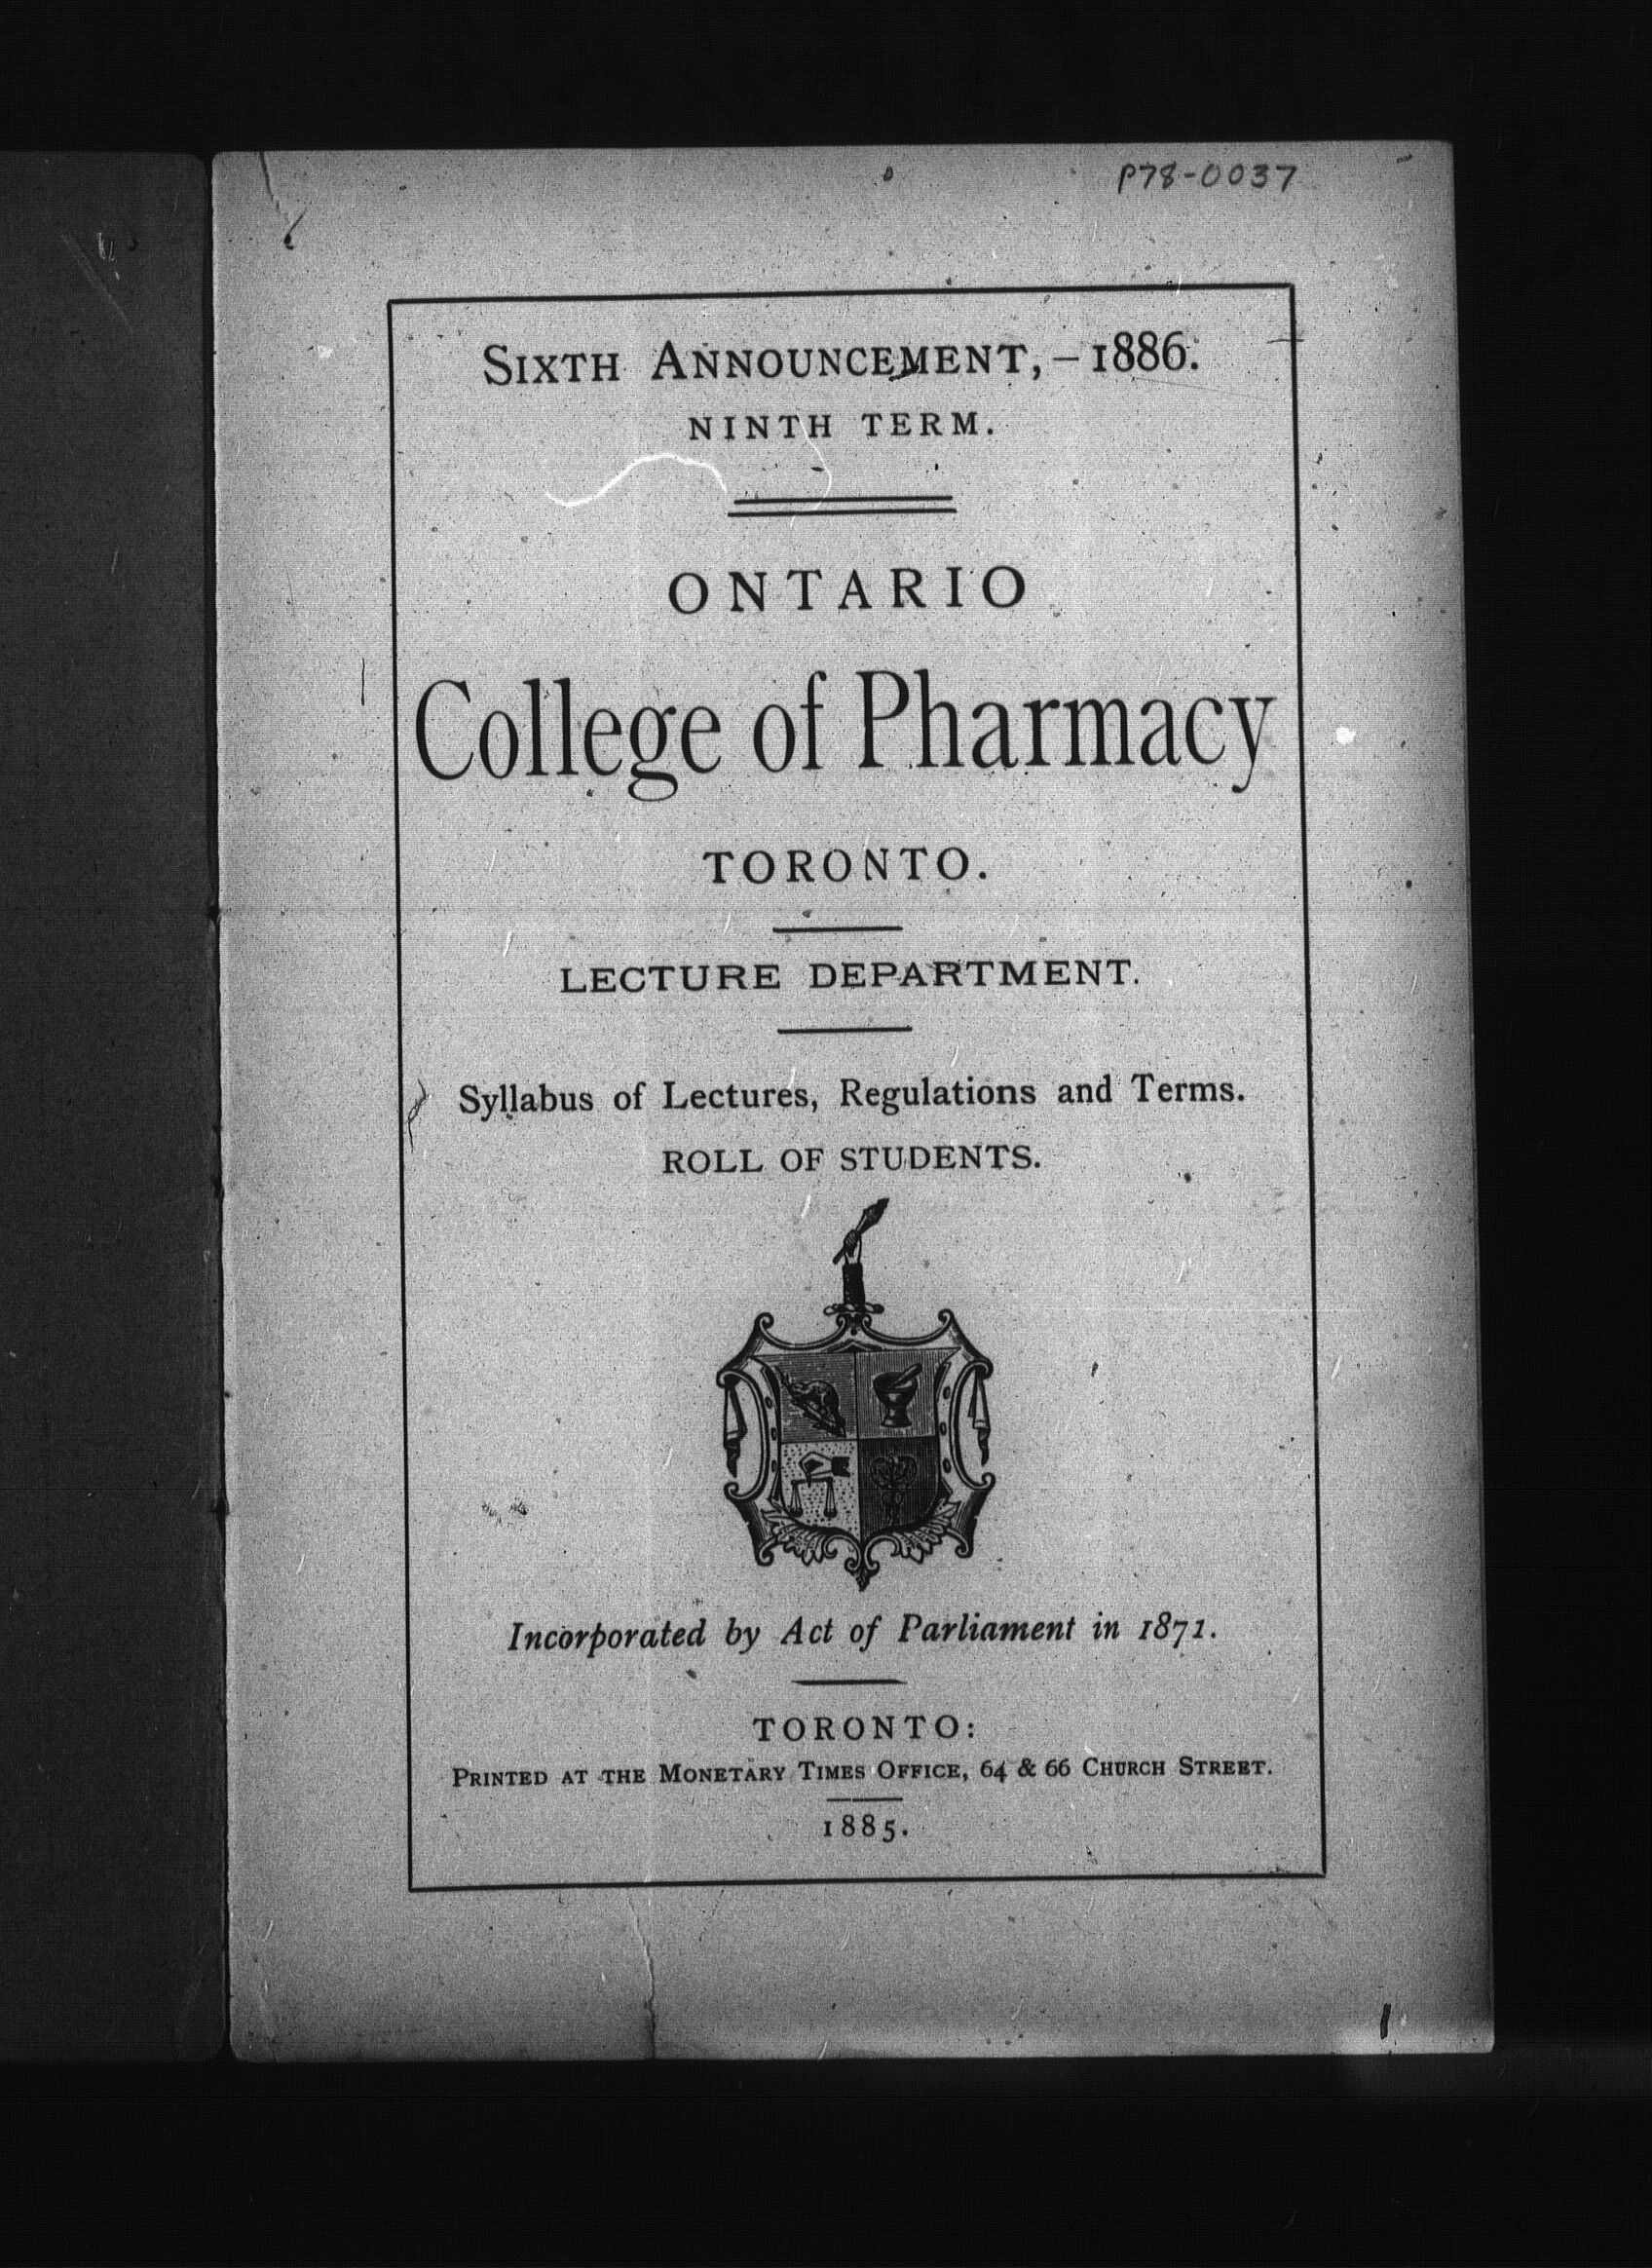 P78-0037
SIXTH ANNOUNCEMENT,–1886.
NINTH TERM.
ONTARIO
College of Pharmacy
TORONTO.
LECTURE DEPARTMENT.
Syllabus of Lectures, Regulations and Terms.
ROLL OF STUDENTS.
Incorporated by Act of Parliament in 1871.
TORONTO:
PRINTED AT THE MONETARY TIMES OFFICE, 64 & 66 CHURCH STREET.
1885.